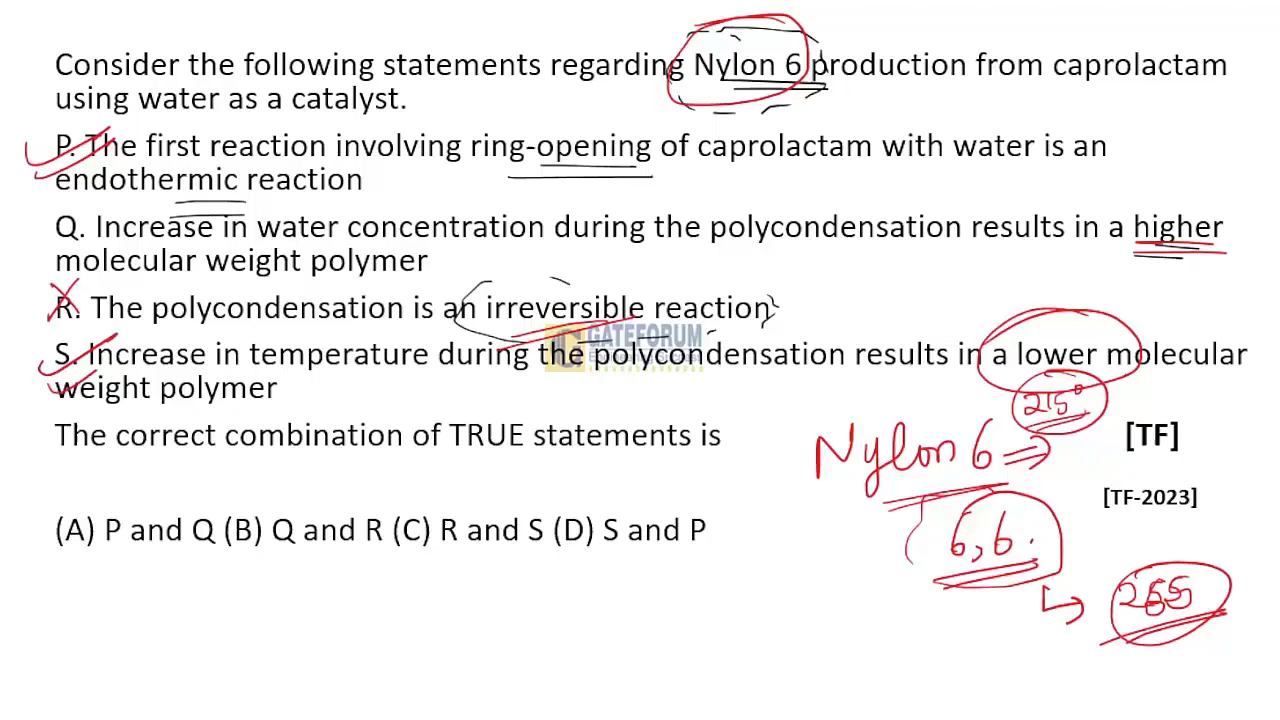 Consider the following statements regarding Nylon 6 production from caprolactam
using water as a catalyst.
P. The first reaction involving ring-opening of caprolactam with water is an
endothermic reaction
Q. Increase in water concentration during the polycondensation results in a higher
molecular weight polymer
R. The polycondensation is an irreversible reaction
GATEFORUM
S. Increase in temperature during the polycondensation results in a lower molecular
weight polymer
215°
The correct combination of TRUE statements is
[TF]
Nylon 6 ⇒
[TF-2023]
(A) P and Q (B) Q and R (C) R and S (D) S and P
6,6.